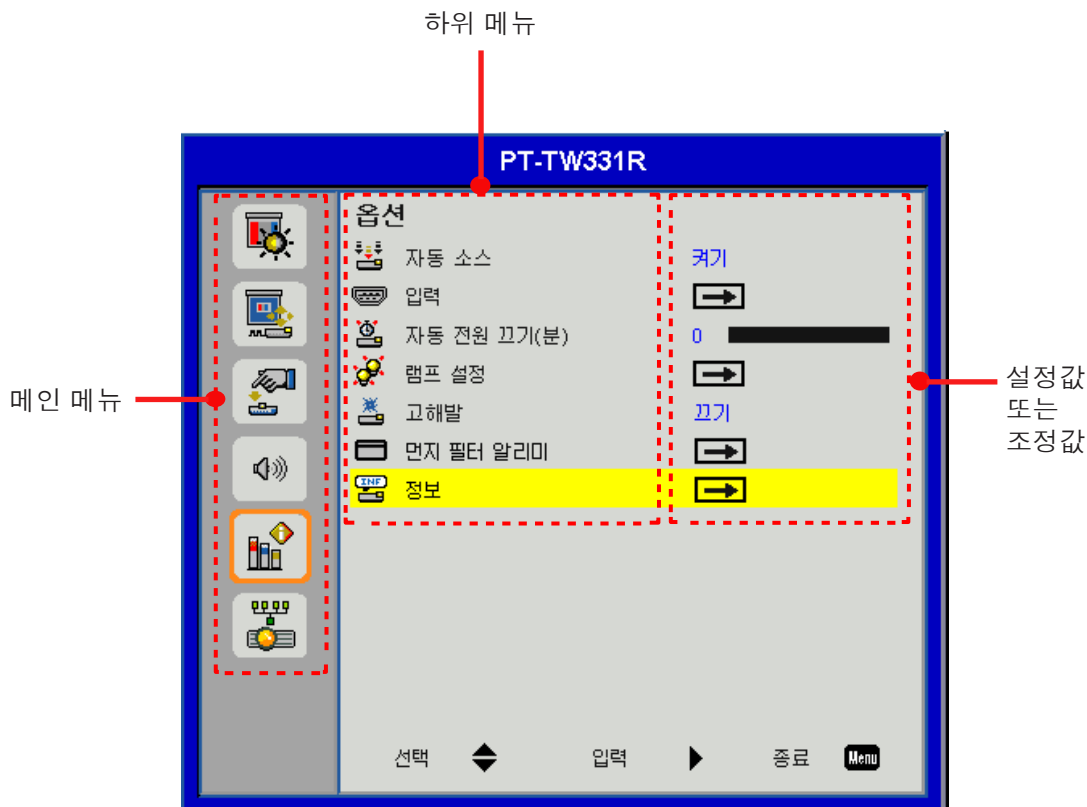 하위 메뉴
PT-TW331R
옵션
자동 소스 켜기
입력
자동 전원 끄기(분) 0
램프 설정
고해발 끄기
먼지 필터 알리미
INF 정보
메인 메뉴
설정값
또는
조정값
선택 입력 종료 Menu